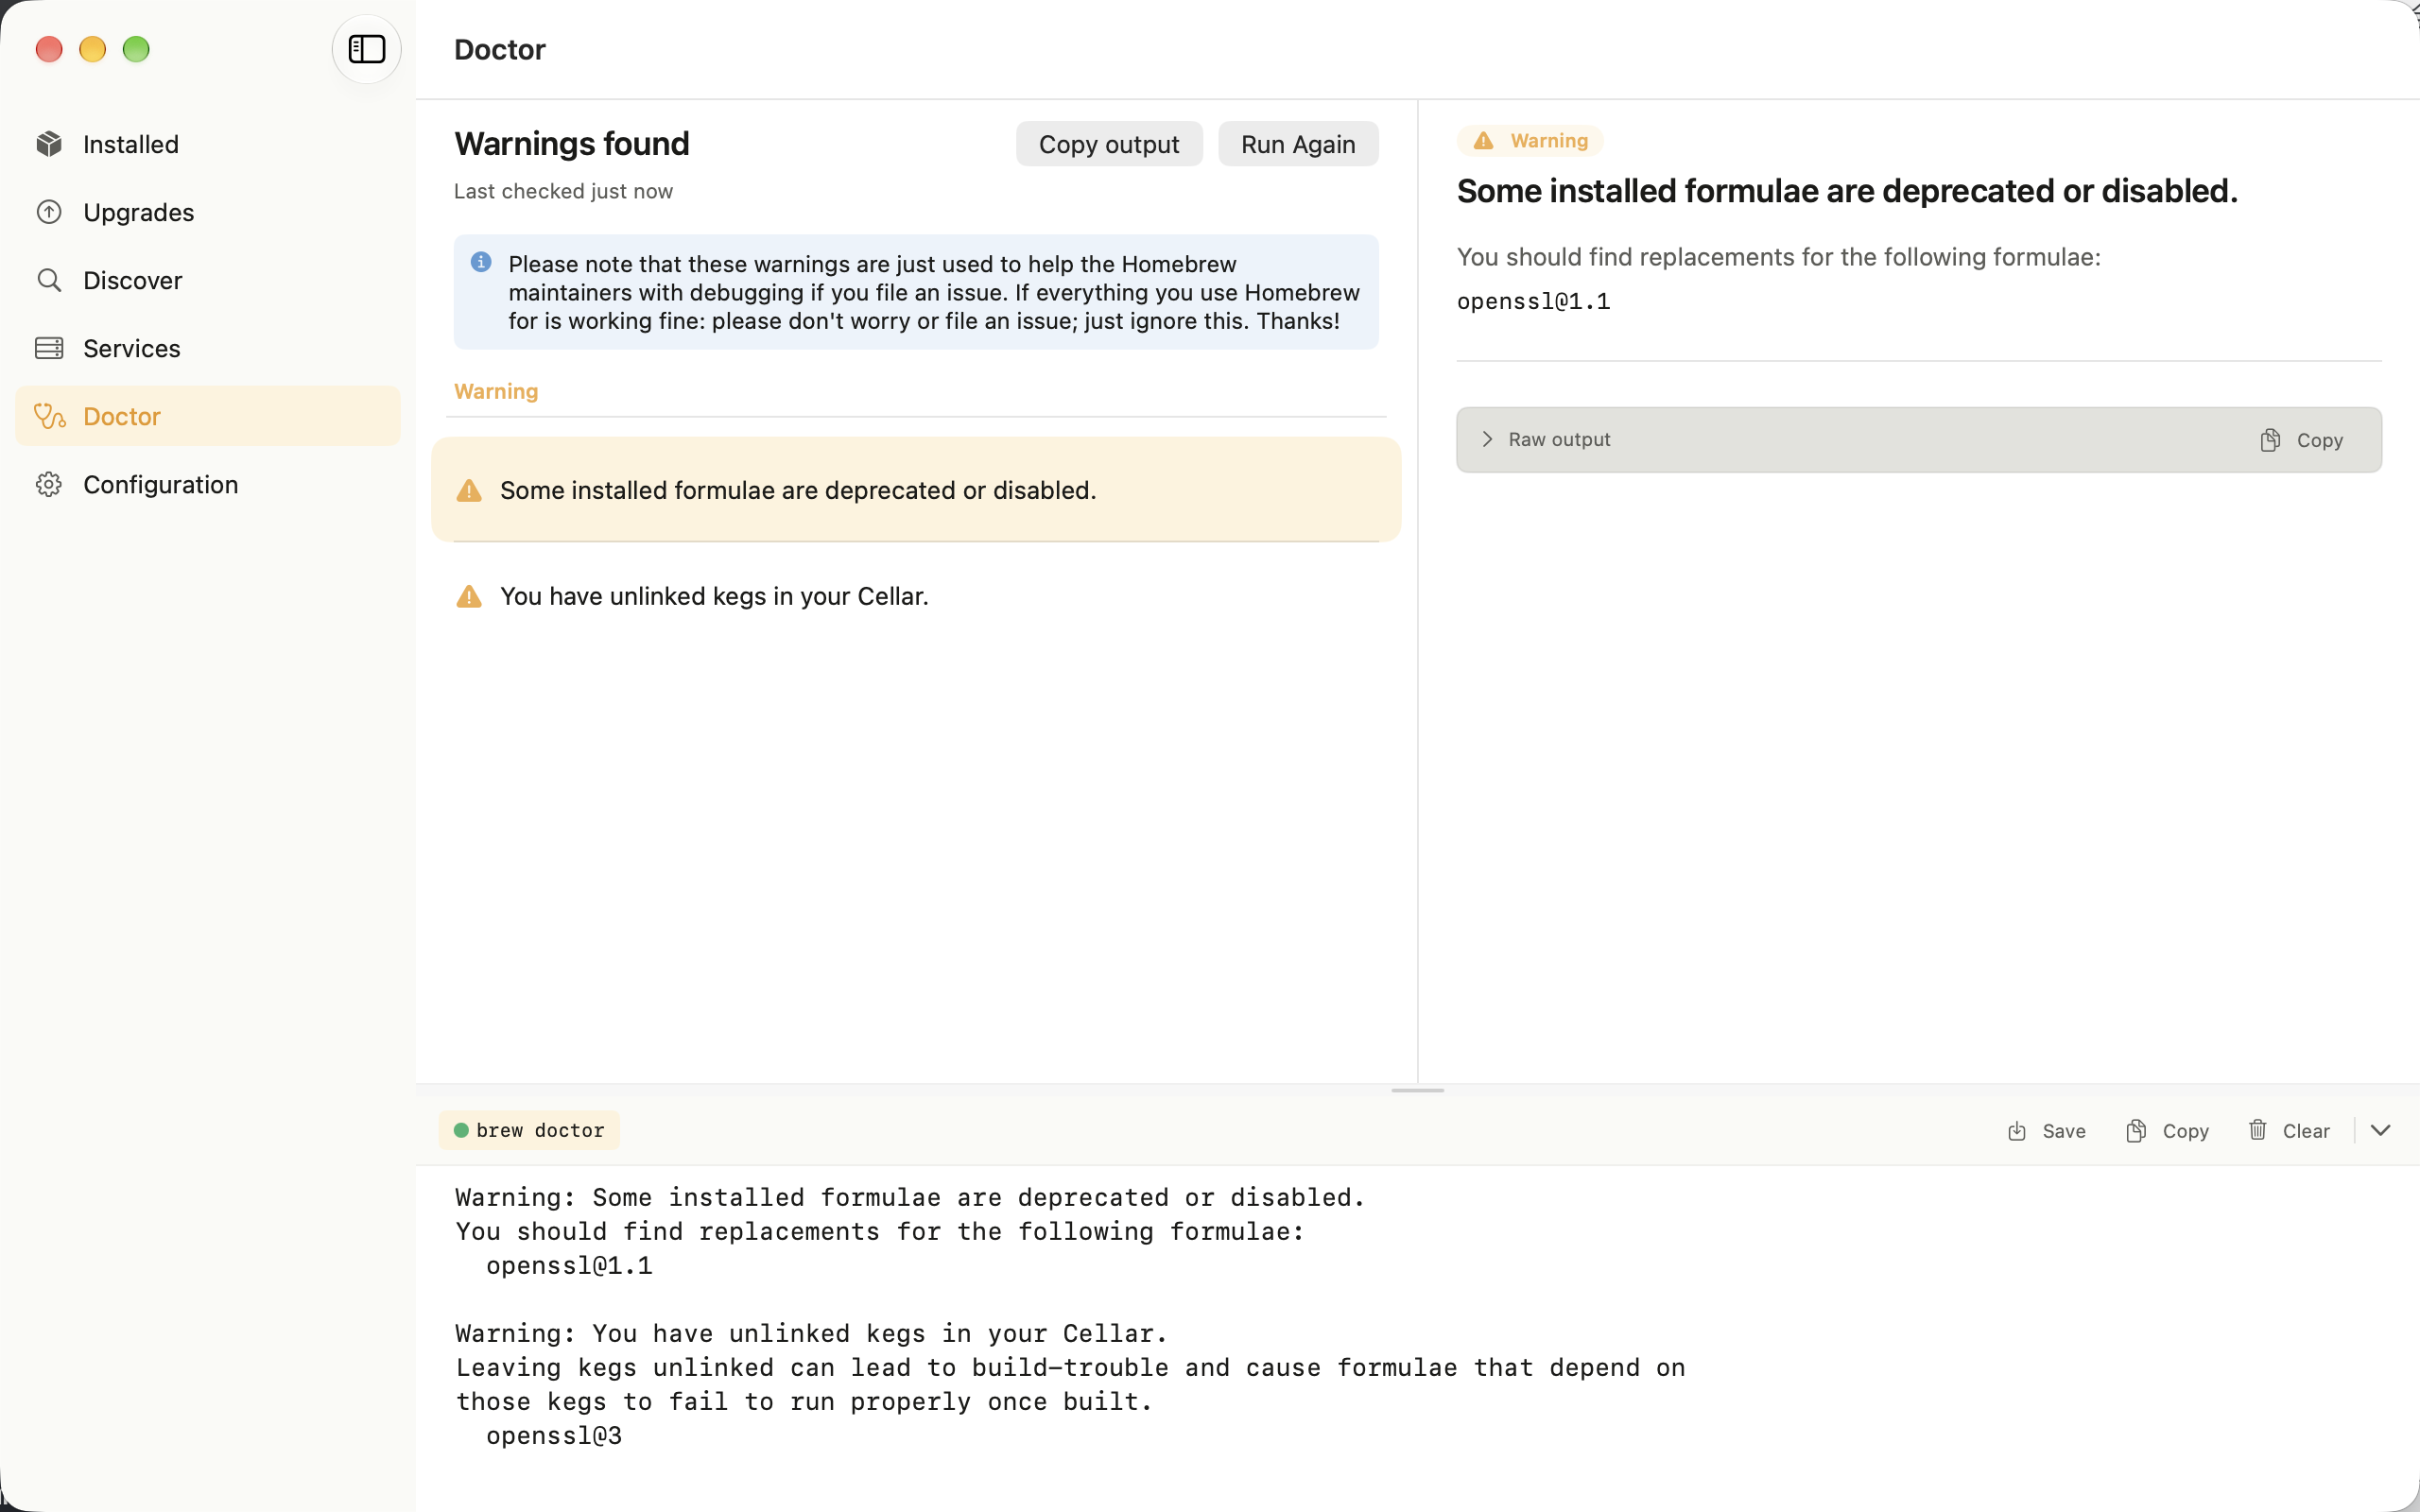 Installed
Upgrades
Discover
Services
Doctor
Configuration
Doctor
Warnings found
Copy output
Run Again
Last checked just now
Please note that these warnings are just used to help the Homebrew
maintainers with debugging if you file an issue. If everything you use Homebrew
for is working fine: please don't worry or file an issue; just ignore this. Thanks!
Warning
Some installed formulae are deprecated or disabled.
You have unlinked kegs in your Cellar.
Warning
Some installed formulae are deprecated or disabled.
You should find replacements for the following formulae:
openssl@1.1
Raw output
Copy
brew doctor
Save
Copy
Clear
Warning: Some installed formulae are deprecated or disabled.
You should find replacements for the following formulae:
openssl@1.1
Warning: You have unlinked kegs in your Cellar.
Leaving kegs unlinked can lead to build-trouble and cause formulae that depend on
those kegs to fail to run properly once built.
openssl@3